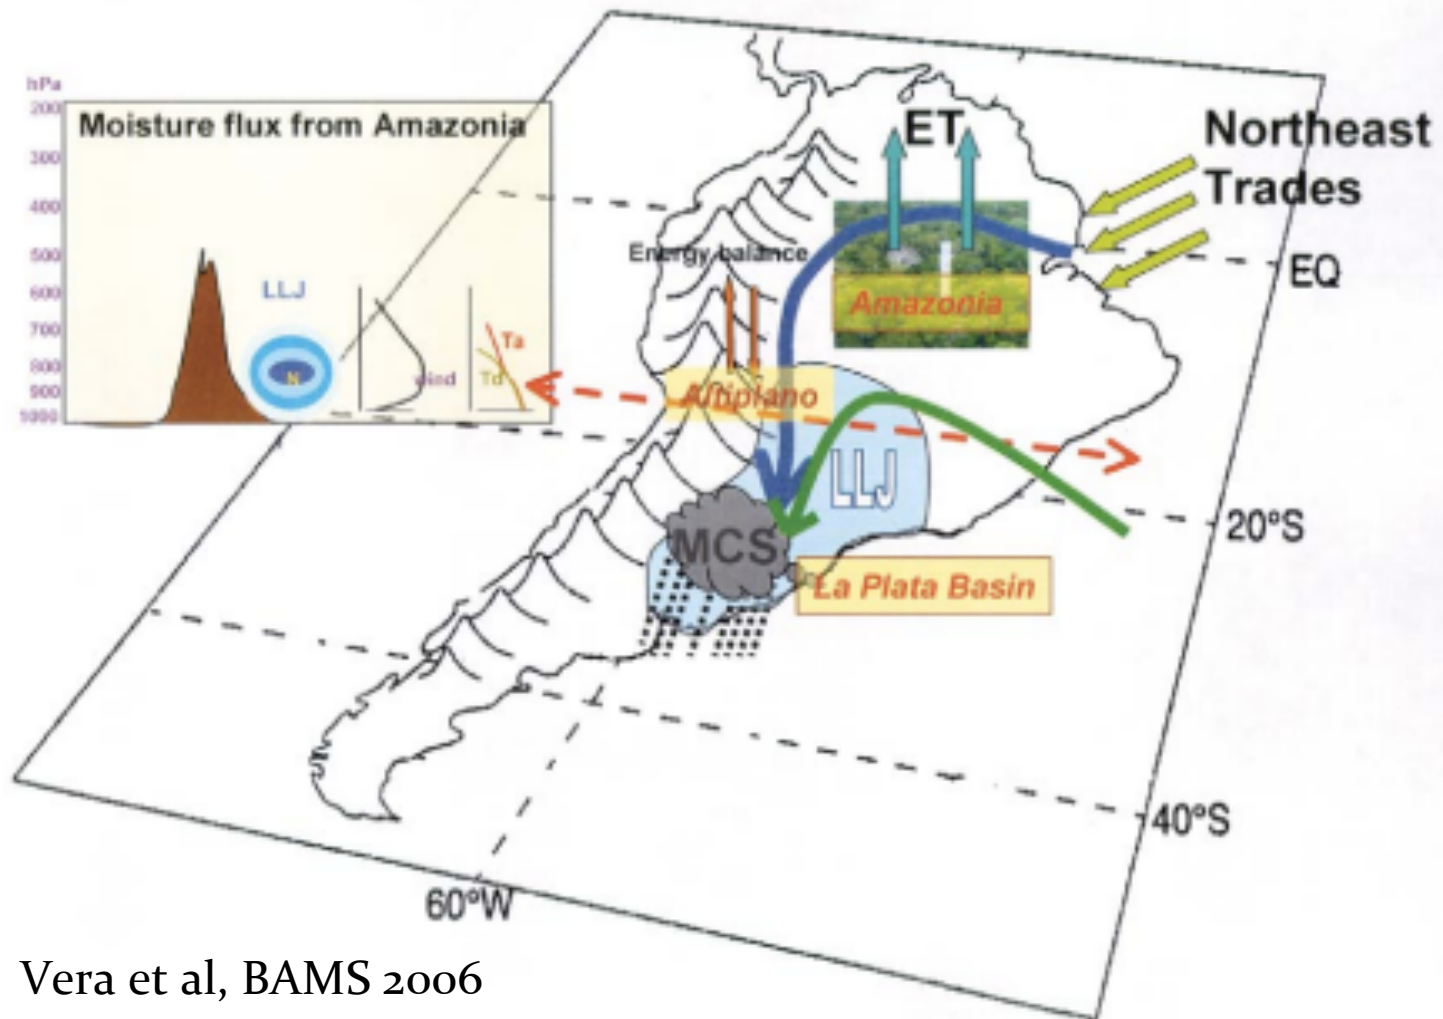 hPa
200
300
400
500
600
700
800
900
1000
Moisture flux from Amazonia
LLJ
N
wind
Ta
Td
ET
Northeast
Trades
EQ
Energy balance
Amazonia
Altiplano
LLJ
MCS
La Plata Basin
20°S
40°S
60°W
Vera et al, BAMS 2006